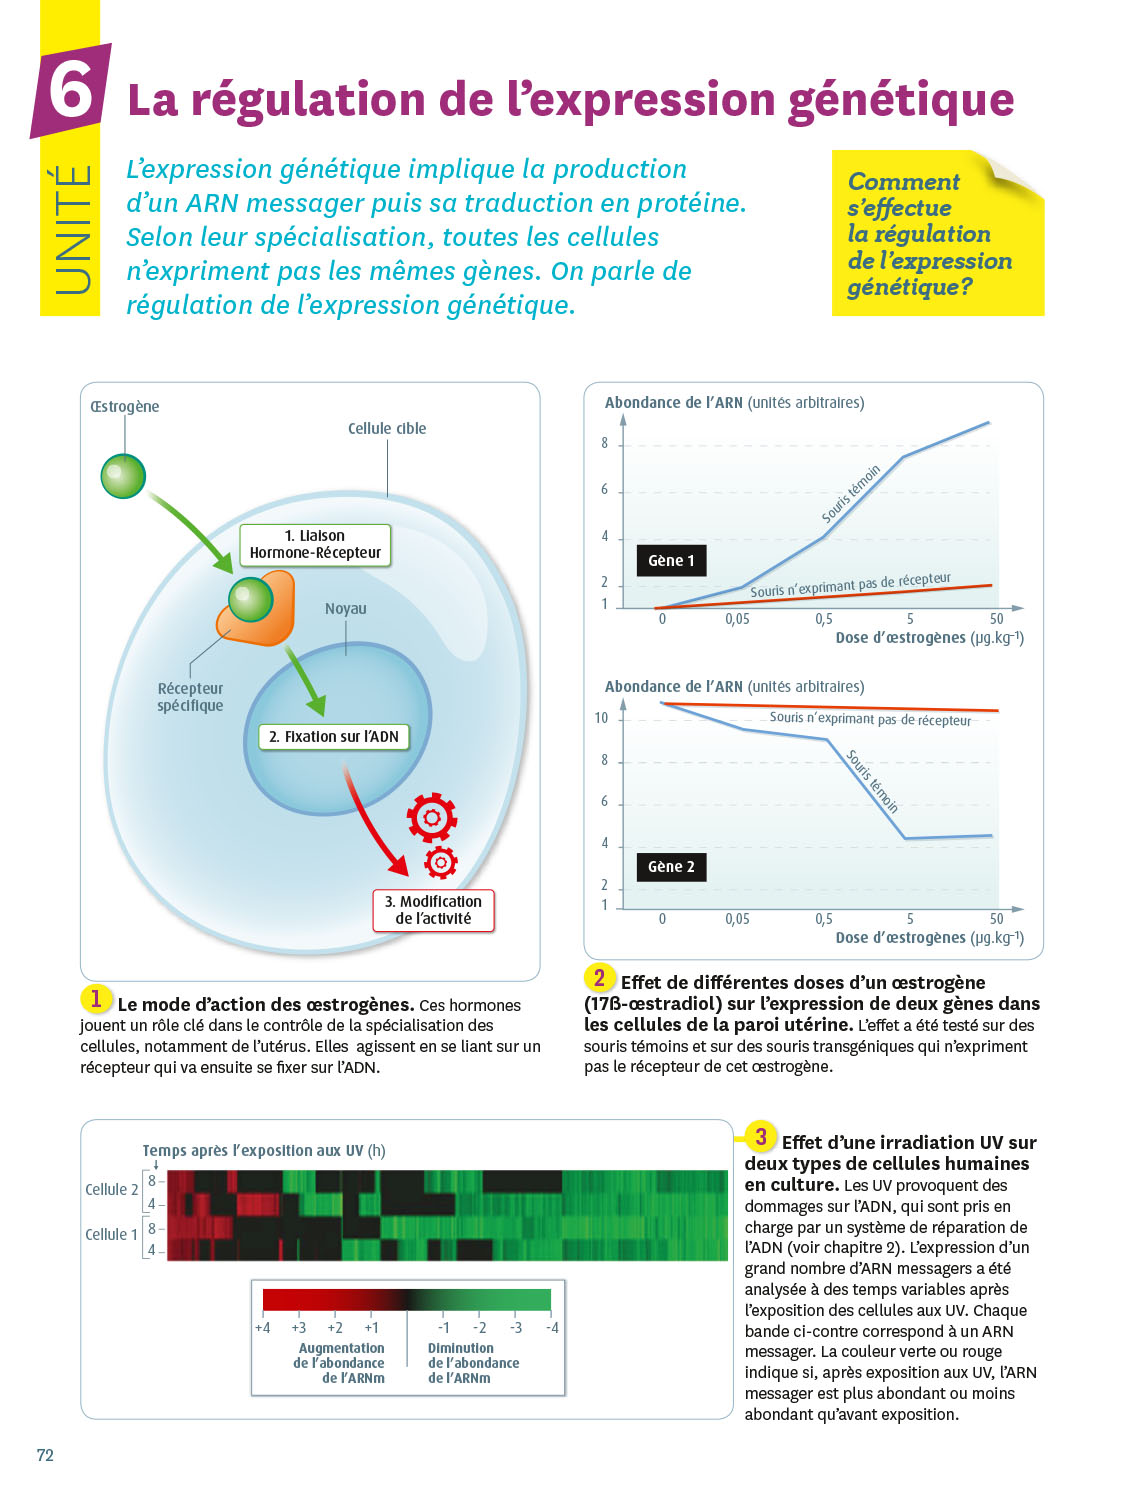 6
UNITÉ
La régulation de l'expression génétique
L'expression génétique implique la production
d'un ARN messager puis sa traduction en protéine.
Selon leur spécialisation, toutes les cellules
n'expriment pas les mêmes gènes. On parle de
régulation de l'expression génétique.
Comment
s'effectue
la régulation
de l'expression
génétique?
Œstrogène
Cellule cible
1. Liaison
Hormone-Récepteur
Noyau
Récepteur
spécifique
2. Fixation sur l'ADN
3. Modification
de l'activité
1 Le mode d'action des œstrogènes. Ces hormones
jouent un rôle clé dans le contrôle de la spécialisation des
cellules, notamment de l'utérus. Elles agissent en se liant sur un
récepteur qui va ensuite se fixer sur l'ADN.
Abondance de l'ARN (unités arbitraires)
8
6
4
2
1
Souris témoin
Gène 1
Souris n'exprimant pas de récepteur
0 0,05 0,5 5 50
Dose d'œstrogènes (µg.kg⁻¹)
Abondance de l'ARN (unités arbitraires)
10
8
6
4
2
1
Souris n'exprimant pas de récepteur
Souris témoin
Gène 2
0 0,05 0,5 5 50
Dose d'œstrogènes (µg.kg⁻¹)
2 Effet de différentes doses d'un œstrogène
(17ß-œstradiol) sur l'expression de deux gènes dans
les cellules de la paroi utérine. L'effet a été testé sur des
souris témoins et sur des souris transgéniques qui n'expriment
pas le récepteur de cet œstrogène.
Temps après l'exposition aux UV (h)
Cellule 2
8
4
Cellule 1
8
4
+4 +3 +2 +1 -1 -2 -3 -4
Augmentation
de l'abondance
de l'ARNm
Diminution
de l'abondance
de l'ARNm
3 Effet d'une irradiation UV sur
deux types de cellules humaines
en culture. Les UV provoquent des
dommages sur l'ADN, qui sont pris en
charge par un système de réparation de
l'ADN (voir chapitre 2). L'expression d'un
grand nombre d'ARN messagers a été
analysée à des temps variables après
l'exposition des cellules aux UV. Chaque
bande ci-contre correspond à un ARN
messager. La couleur verte ou rouge
indique si, après exposition aux UV, l'ARN
messager est plus abondant ou moins
abondant qu'avant exposition.
72